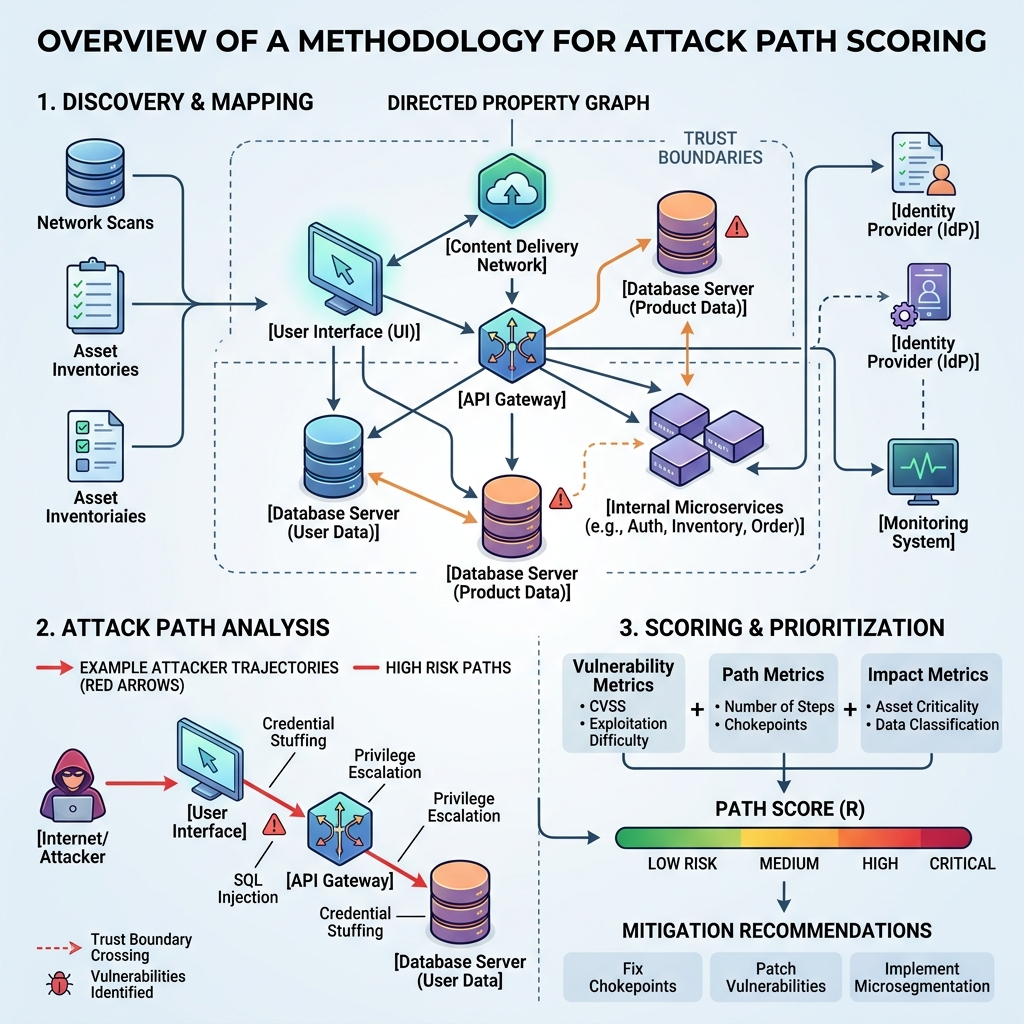 OVERVIEW OF A METHODOLOGY FOR ATTACK PATH SCORING
1. DISCOVERY & MAPPING
DIRECTED PROPERTY GRAPH
TRUST
BOUNDARIES
Network Scans
Asset
Inventories
Asset
Inventoriaies
[Content Delivery
Network]
[User Interface (UI)]
[Database Server
(Product Data)]
[API Gateway]
[Database Server
(User Data)]
[Database Server
(Product Data)]
[Internal Microservices
(e.g., Auth, Inventory, Order)]
[Identity
Provider (IdP)]
[Identity
Provider (IdP)]
[Monitoring
System]
2. ATTACK PATH ANALYSIS
EXAMPLE ATTACKER TRAJECTORIES
(RED ARROWS)
HIGH RISK PATHS
Credential
Stuffing
Privilege
Escalation
Privilege
Escalation
[Internet/
Attacker
[User
Interface]
SQL
Injection
[API Gateway]
Credential
Stuffing
[Database Server
(User Data]
Trust Boundary
Crossing
Vulnerabilities
Identified
3. SCORING & PRIORITIZATION
Vulnerability
Metrics
• CVSS
• Exploitation
Difficulty
+
Path Metrics
• Number of Steps
• Chokepoints
+
Impact Metrics
• Asset Criticality
• Data Classification
PATH SCORE (R)
LOW RISK
MEDIUM
HIGH
CRITICAL
MITIGATION RECOMMENDATIONS
Fix
Chokepoints
Patch
Vulnerabilities
Implement
Microsegmentation